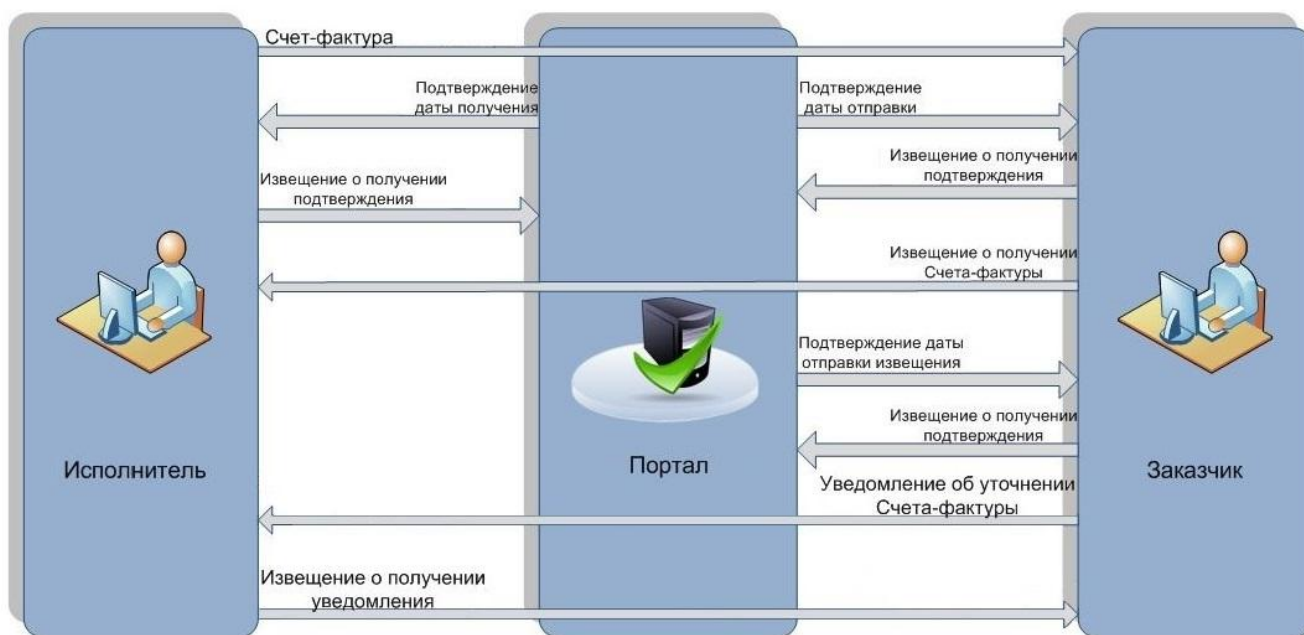 Счет-фактура
Подтверждение
даты получения
Подтверждение
даты отправки
Извещение о получении
подтверждения
Извещение о получении
подтверждения
Извещение о получении
Счета-фактуры
Подтверждение даты
отправки извещения
Извещение о получении
подтверждения
Исполнитель
Портал
Заказчик
Уведомление об уточнении
Счета-фактуры
Извещение о получении
уведомления